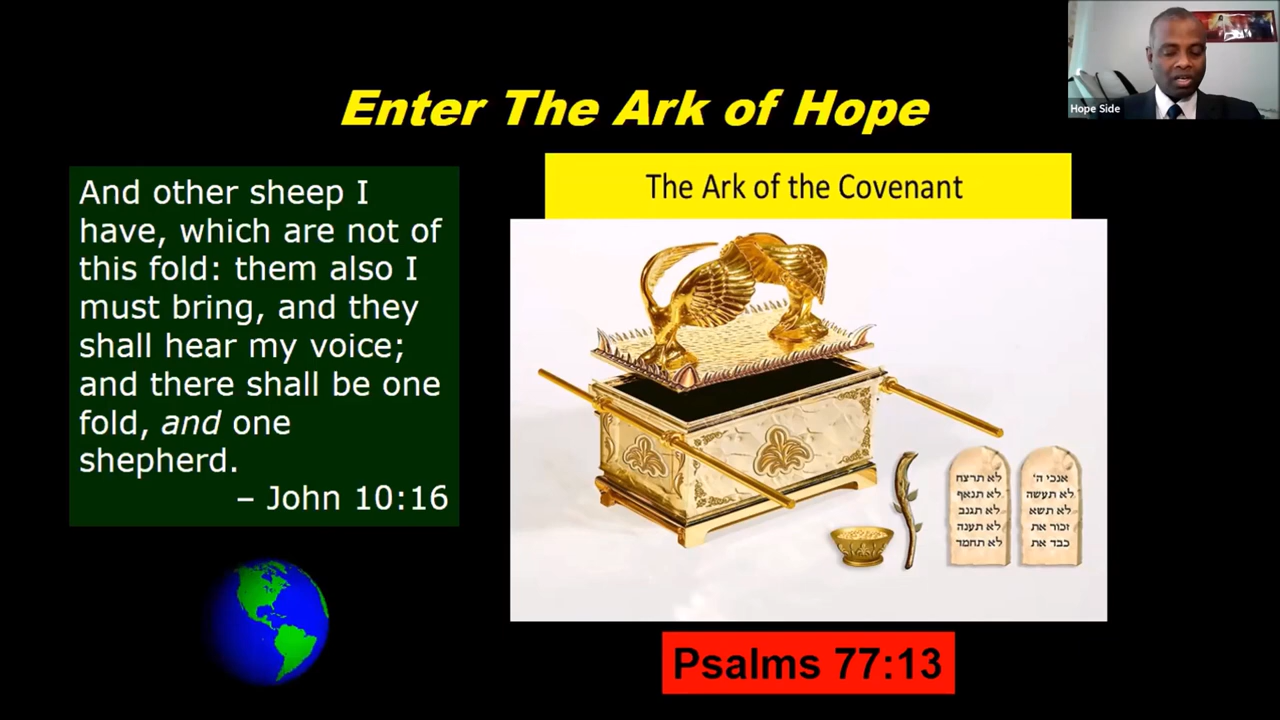 Hope Side
Enter The Ark of Hope
And other sheep I
have, which are not of
this fold: them also I
must bring, and they
shall hear my voice;
and there shall be one
fold, and one
shepherd.
– John 10:16
The Ark of the Covenant
אנכי ה'
לא תעשה
לא תשא
זכור את
כבד את
לא תרצח
לא תנאף
לא תגנב
לא תענה
לא תחמד
Psalms 77:13